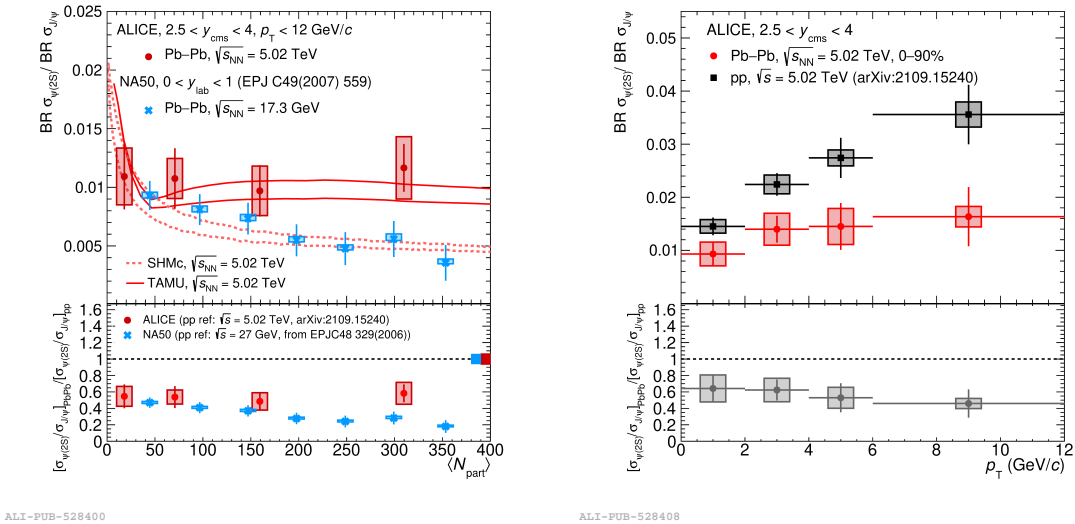 ALICE, 2.5 < y_cms < 4, p_T < 12 GeV/c
Pb–Pb, √s_NN = 5.02 TeV
NA50, 0 < y_lab < 1 (EPJ C49(2007) 559)
Pb–Pb, √s_NN = 17.3 GeV
BR σ_ψ(2S)/ BR σ_J/ψ
0.025
0.02
0.015
0.01
0.005
SHMc, √s_NN = 5.02 TeV
TAMU, √s_NN = 5.02 TeV
ALICE (pp ref: √s = 5.02 TeV, arXiv:2109.15240)
NA50 (pp ref: √s = 27 GeV, from EPJC48 329(2006))
[σ_ψ(2S)/σ_J/ψ]_PbPb/[σ_ψ(2S)/σ_J/ψ]_pp
1.6
1.4
1.2
1
0.8
0.6
0.4
0.2
0
0 50 100 150 200 250 300 350 400
⟨N_part⟩
ALI-PUB-528400
ALICE, 2.5 < y_cms < 4
Pb–Pb, √s_NN = 5.02 TeV, 0–90%
pp, √s = 5.02 TeV (arXiv:2109.15240)
BR σ_ψ(2S)/ BR σ_J/ψ
0.05
0.04
0.03
0.02
0.01
[σ_ψ(2S)/σ_J/ψ]_PbPb/[σ_ψ(2S)/σ_J/ψ]_pp
1.6
1.4
1.2
1
0.8
0.6
0.4
0.2
0
0 2 4 6 8 10 12
p_T (GeV/c)
ALI-PUB-528408